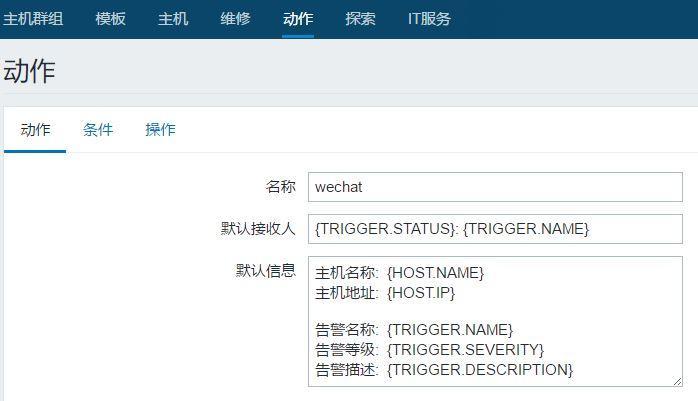 主机群组 模板 主机 维修 动作 探索 IT服务
动作
动作 条件 操作
名称 wechat
默认接收人 {TRIGGER.STATUS}: {TRIGGER.NAME}
默认信息 主机名称: {HOST.NAME}
主机地址: {HOST.IP}
告警名称: {TRIGGER.NAME}
告警等级: {TRIGGER.SEVERITY}
告警描述: {TRIGGER.DESCRIPTION}